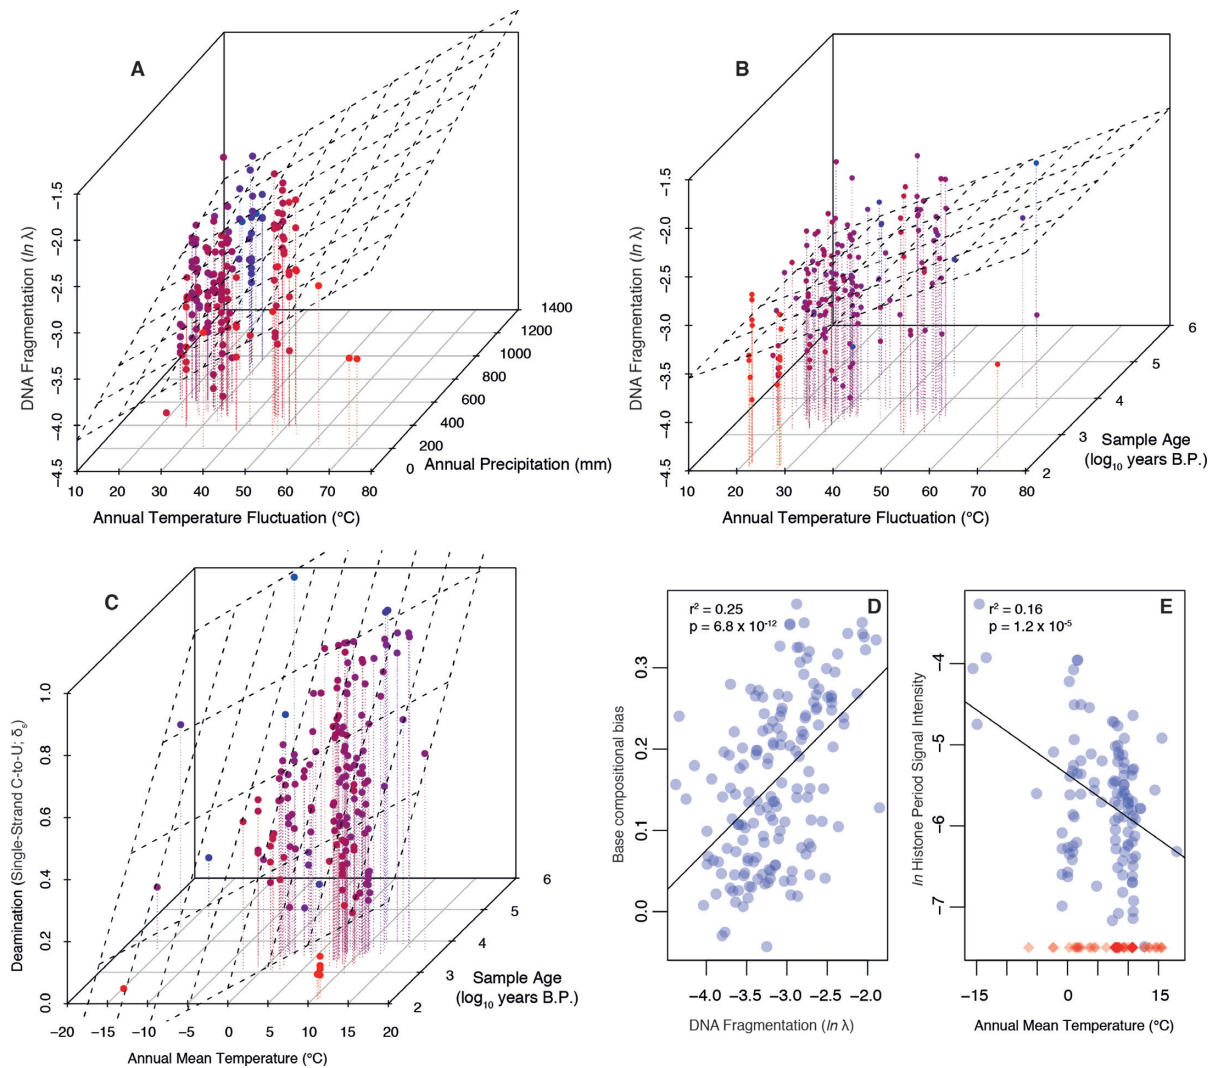 A
DNA Fragmentation (ln λ)
−1.5
−2.0
−2.5
−3.0
−3.5
−4.0
−4.5
10 20 30 40 50 60 70 80
Annual Temperature Fluctuation (°C)
0
200
400
600
800
1000
1200
1400
Annual Precipitation (mm)
B
DNA Fragmentation (ln λ)
−1.5
−2.0
−2.5
−3.0
−3.5
−4.0
−4.5
10 20 30 40 50 60 70 80
Annual Temperature Fluctuation (°C)
2
3
4
5
6
Sample Age
(log10 years B.P.)
C
Deamination (Single-Strand C-to-U; δs)
1.0
0.8
0.6
0.4
0.2
0.0
−20 −15 −10 −5 0 5 10 15 20
Annual Mean Temperature (°C)
2
3
4
5
6
Sample Age
(log10 years B.P.)
D
r2 = 0.25
p = 6.8 x 10-12
Base compositional bias
0.3
0.2
0.1
0.0
−4.0 −3.5 −3.0 −2.5 −2.0
DNA Fragmentation (ln λ)
E
r2 = 0.16
p = 1.2 x 10-5
ln Histone Period Signal Intensity
−4
−5
−6
−7
−15 0 15
Annual Mean Temperature (°C)